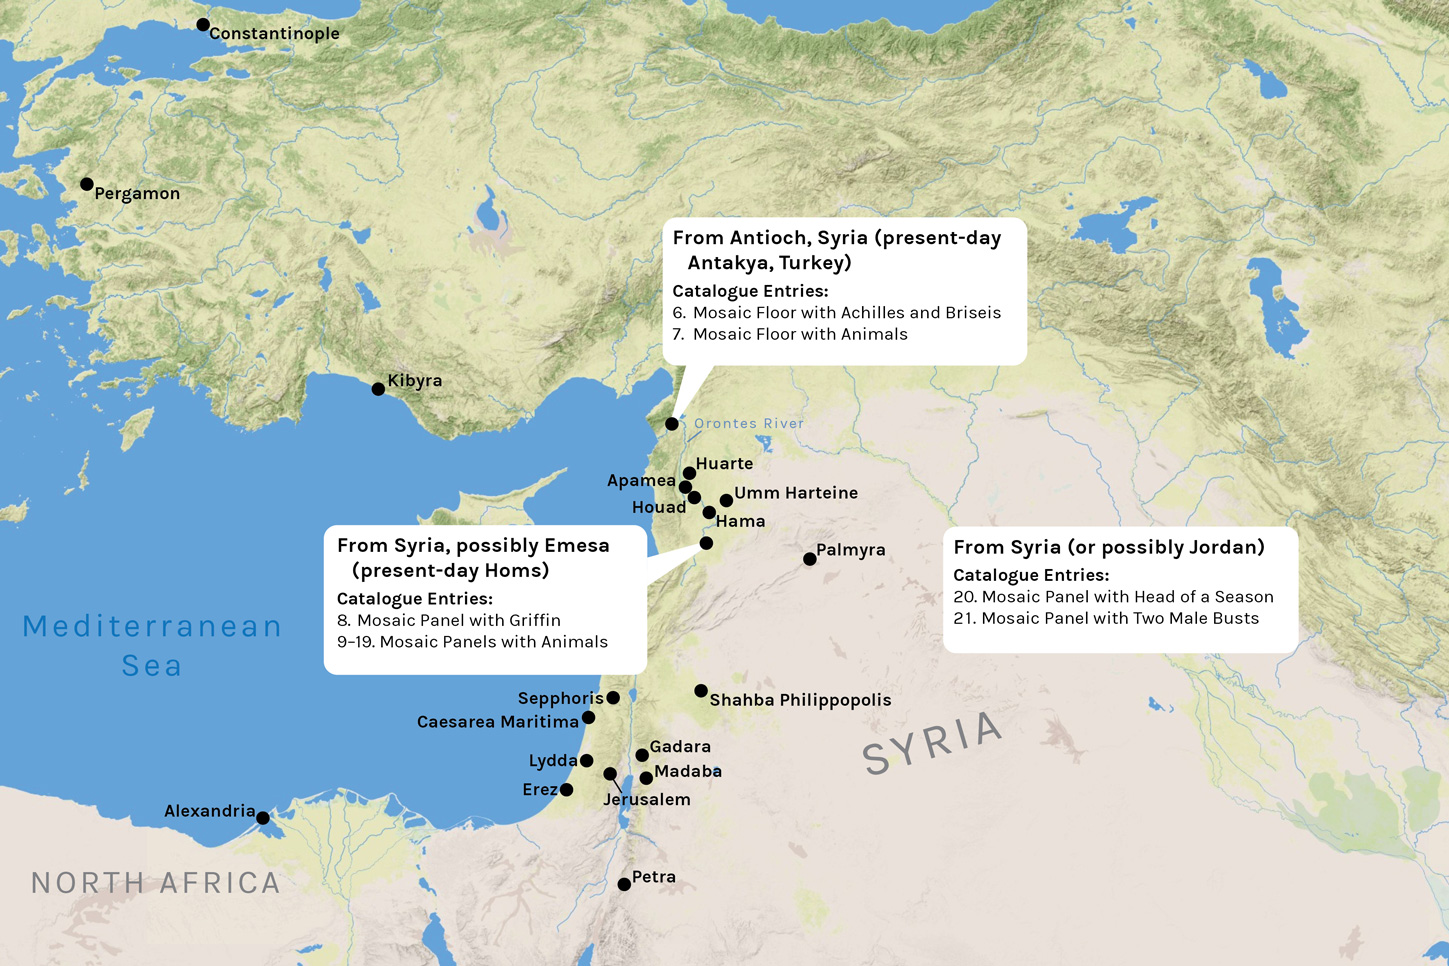 Constantinople
Pergamon
From Antioch, Syria (present-day
Antakya, Turkey)
Catalogue Entries:
6. Mosaic Floor with Achilles and Briseis
7. Mosaic Floor with Animals
Kibyra
Orontes River
Huarte
Apamea
Umm Harteine
Houad
Hama
From Syria, possibly Emesa
(present-day Homs)
Catalogue Entries:
8. Mosaic Panel with Griffin
9–19. Mosaic Panels with Animals
Palmyra
From Syria (or possibly Jordan)
Catalogue Entries:
20. Mosaic Panel with Head of a Season
21. Mosaic Panel with Two Male Busts
Mediterranean
Sea
Sepphoris
Shahba Philippopolis
Caesarea Maritima
SYRIA
Gadara
Lydda
Madaba
Erez
Jerusalem
Alexandria
NORTH AFRICA
Petra